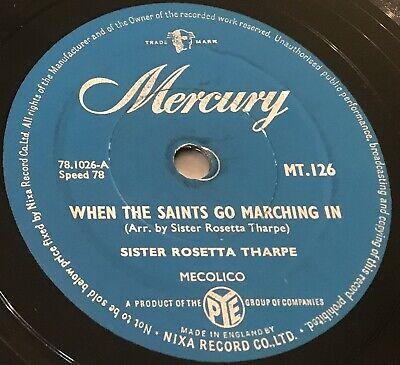 All rights of the Manufacturer and of the Owner of the recorded work reserved. Unauthorised public performance, broadcasting and copying of this record prohibited.
TRADE MARK
Mercury
78.1026-A
Speed 78
MT.126
WHEN THE SAINTS GO MARCHING IN
(Arr. by Sister Rosetta Tharpe)
SISTER ROSETTA THARPE
MECOLICO
A PRODUCT OF THE PYE GROUP OF COMPANIES
MADE IN ENGLAND BY
NIXA RECORD CO., LTD.
Not to be sold below price fixed by Nixa Record Co. Ltd.